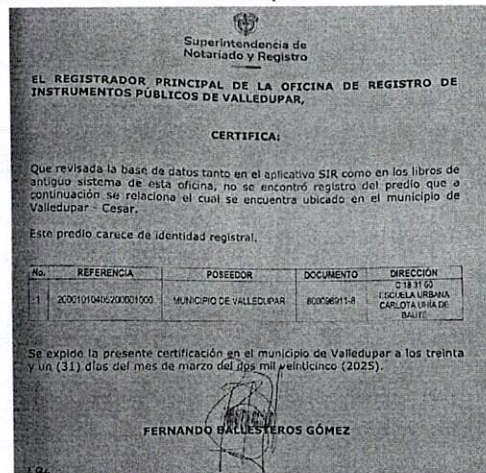 Superintendencia de
Notariado y Registro
EL REGISTRADOR PRINCIPAL DE LA OFICINA DE REGISTRO DE
INSTRUMENTOS PÚBLICOS DE VALLEDUPAR,
CERTIFICA:
Que revisada la base de datos tanto en el aplicativo SIR como en los libros de
antiguo sistema de esta oficina, no se encontró registro del predio que a
continuación se relaciona el cual se encuentra ubicado en el municipio de
Valledupar - Cesar.
Este predio carece de identidad registral.
No. REFERENCIA POSEEDOR DOCUMENTO DIRECCIÓN
1 MUNICIPIO DE VALLEDUPAR 800098911-8 C 18 31 60
ESCUELA URBANA
CARLOTA UHIA DE
BAUTE
Se expide la presente certificación en el municipio de Valledupar a los treinta
y un (31) días del mes de marzo del dos mil veinticinco (2025).
FERNANDO BALLESTEROS GÓMEZ